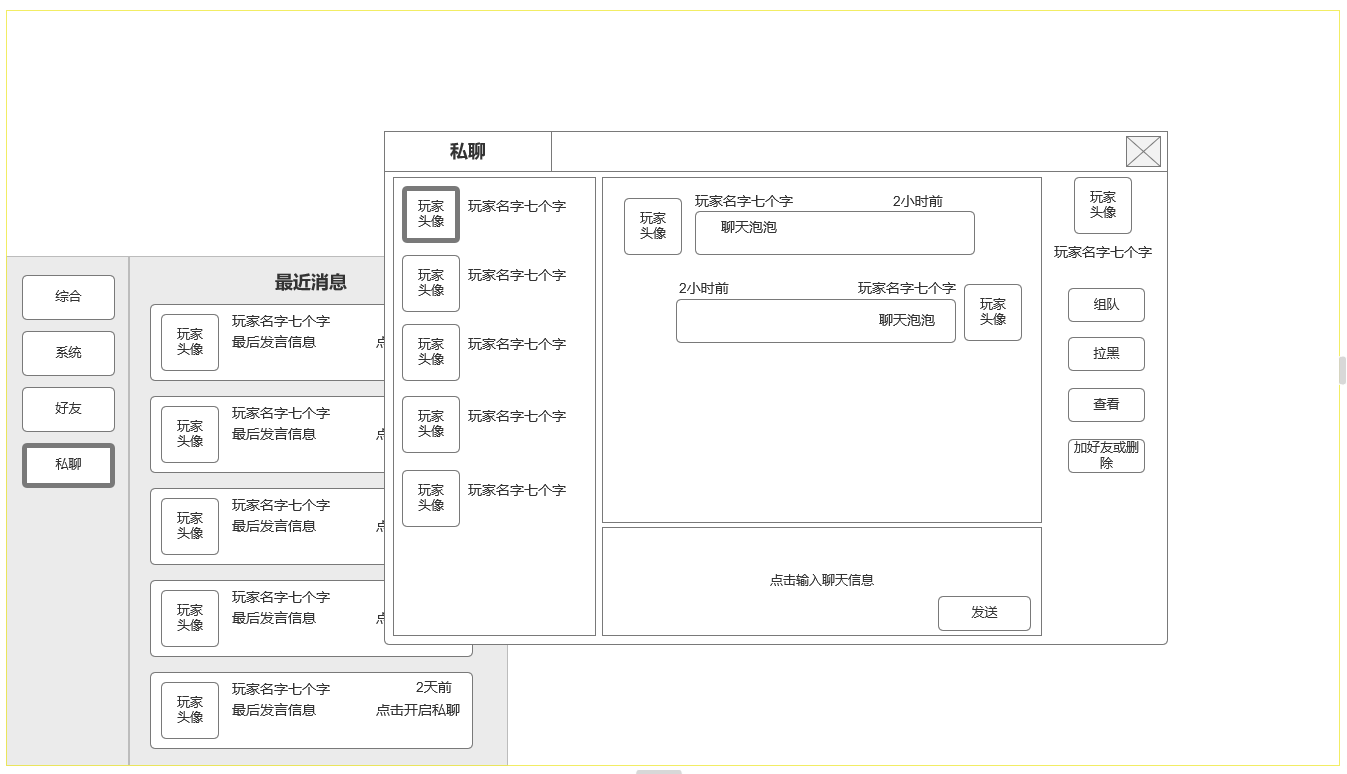 综合
系统
好友
私聊
最近消息
玩家
头像
玩家名字七个字
最后发言信息
玩家
头像
玩家名字七个字
最后发言信息
玩家
头像
玩家名字七个字
最后发言信息
玩家
头像
玩家名字七个字
最后发言信息
玩家
头像
玩家名字七个字
2天前
最后发言信息
点击开启私聊
私聊
玩家
头像
玩家名字七个字
玩家
头像
玩家名字七个字
玩家
头像
玩家名字七个字
玩家
头像
玩家名字七个字
玩家
头像
玩家名字七个字
玩家
头像
玩家名字七个字
2小时前
聊天泡泡
2小时前
玩家名字七个字
聊天泡泡
玩家
头像
点击输入聊天信息
发送
玩家
头像
玩家名字七个字
组队
拉黑
查看
加好友或删
除